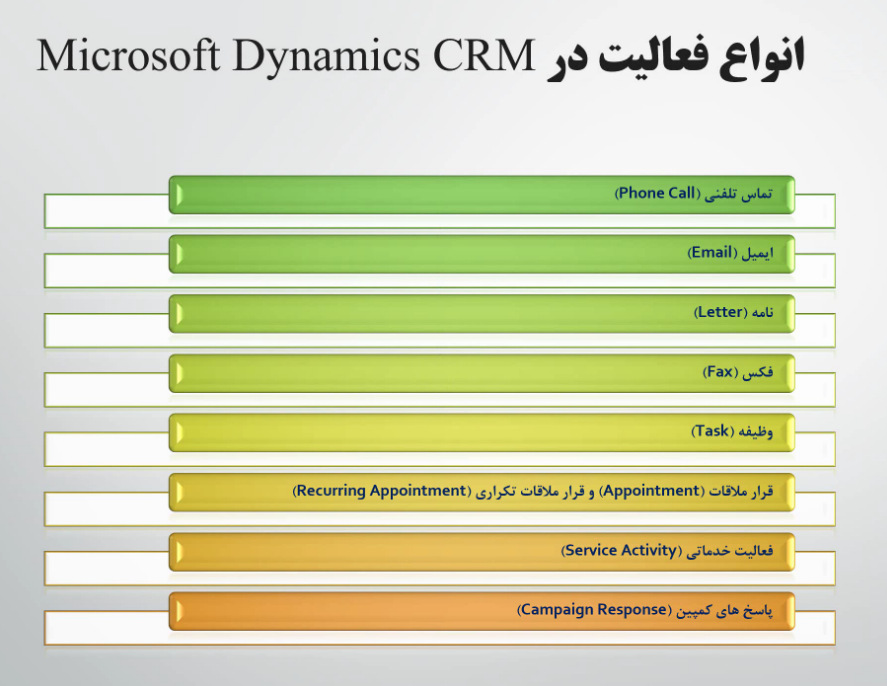 انواع فعالیت در Microsoft Dynamics CRM
تماس تلفنی (Phone Call)
ایمیل (Email)
نامه (Letter)
فکس (Fax)
وظیفه (Task)
قرار ملاقات (Appointment) و قرار ملاقات تکراری (Recurring Appointment)
فعالیت خدماتی (Service Activity)
پاسخ های کمپین (Campaign Response)